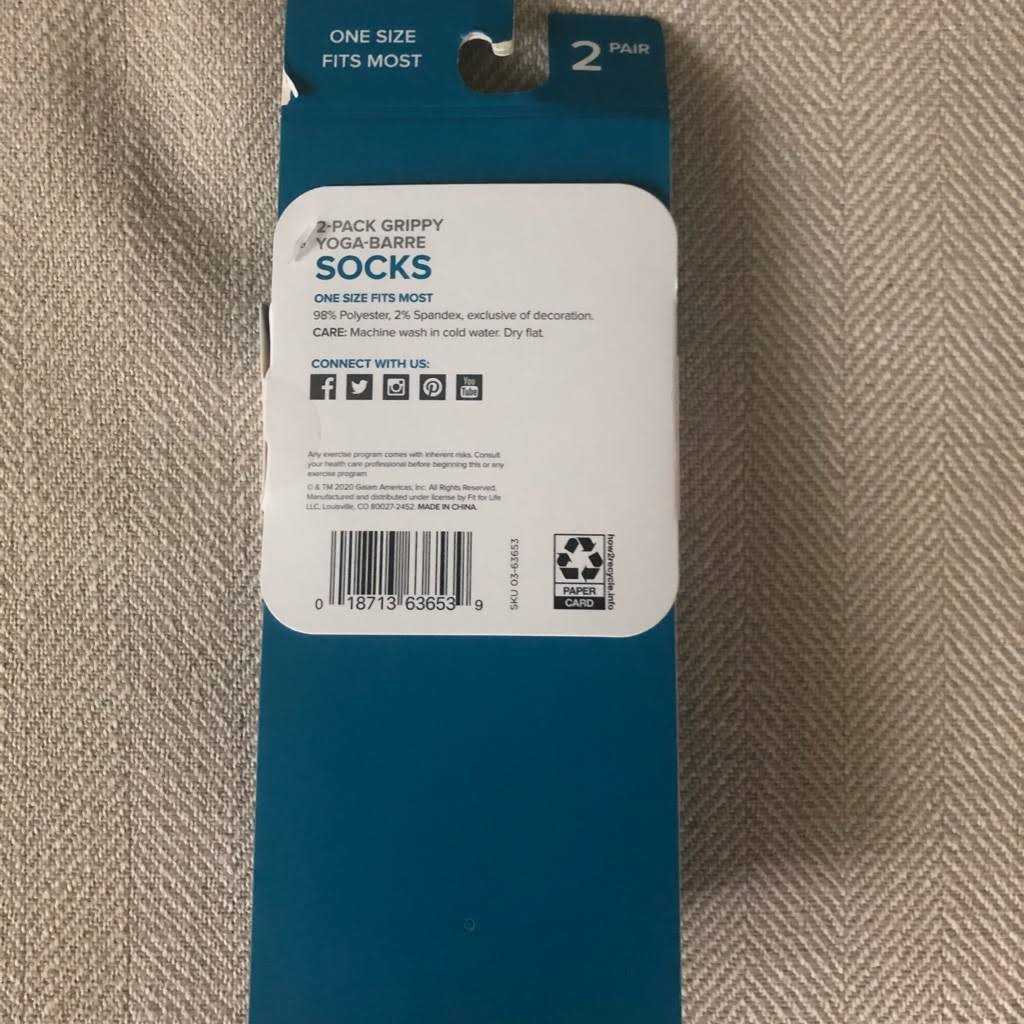 ONE SIZE
FITS MOST
2 PAIR
2-PACK GRIPPY
YOGA-BARRE
SOCKS
ONE SIZE FITS MOST
98% Polyester, 2% Spandex, exclusive of decoration.
CARE: Machine wash in cold water. Dry flat.
CONNECT WITH US:
You
Tube
Any exercise program comes with inherent risks. Consult
your health care professional before beginning this or any
exercise program.
© & TM 2020 Gaiam Americas, Inc. All Rights Reserved.
Manufactured and distributed under license by Fit for Life
LLC, Louisville, CO 80027-2452. MADE IN CHINA.
0 18713 63653 9
SKU 03-63653
PAPER
CARD
how2recycle.info